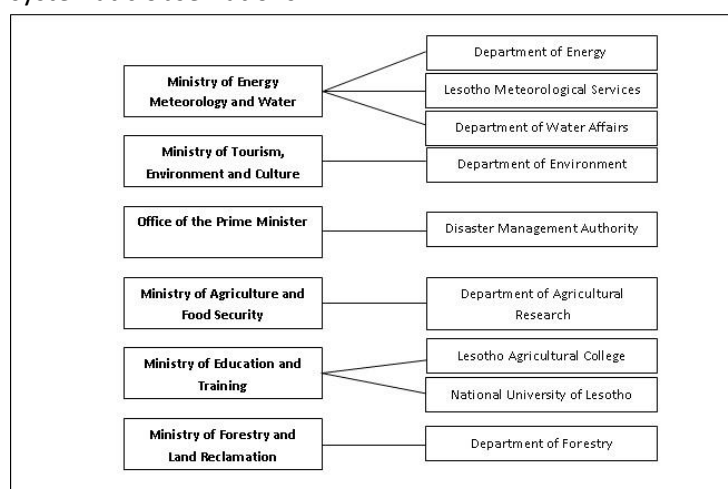 Ministry of Energy
Meteorology and Water
Department of Energy
Lesotho Meteorological Services
Department of Water Affairs
Ministry of Tourism,
Environment and Culture
Department of Environment
Office of the Prime Minister
Disaster Management Authority
Ministry of Agriculture and
Food Security
Department of Agricultural
Research
Ministry of Education and
Training
Lesotho Agricultural College
National University of Lesotho
Ministry of Forestry and
Land Reclamation
Department of Forestry